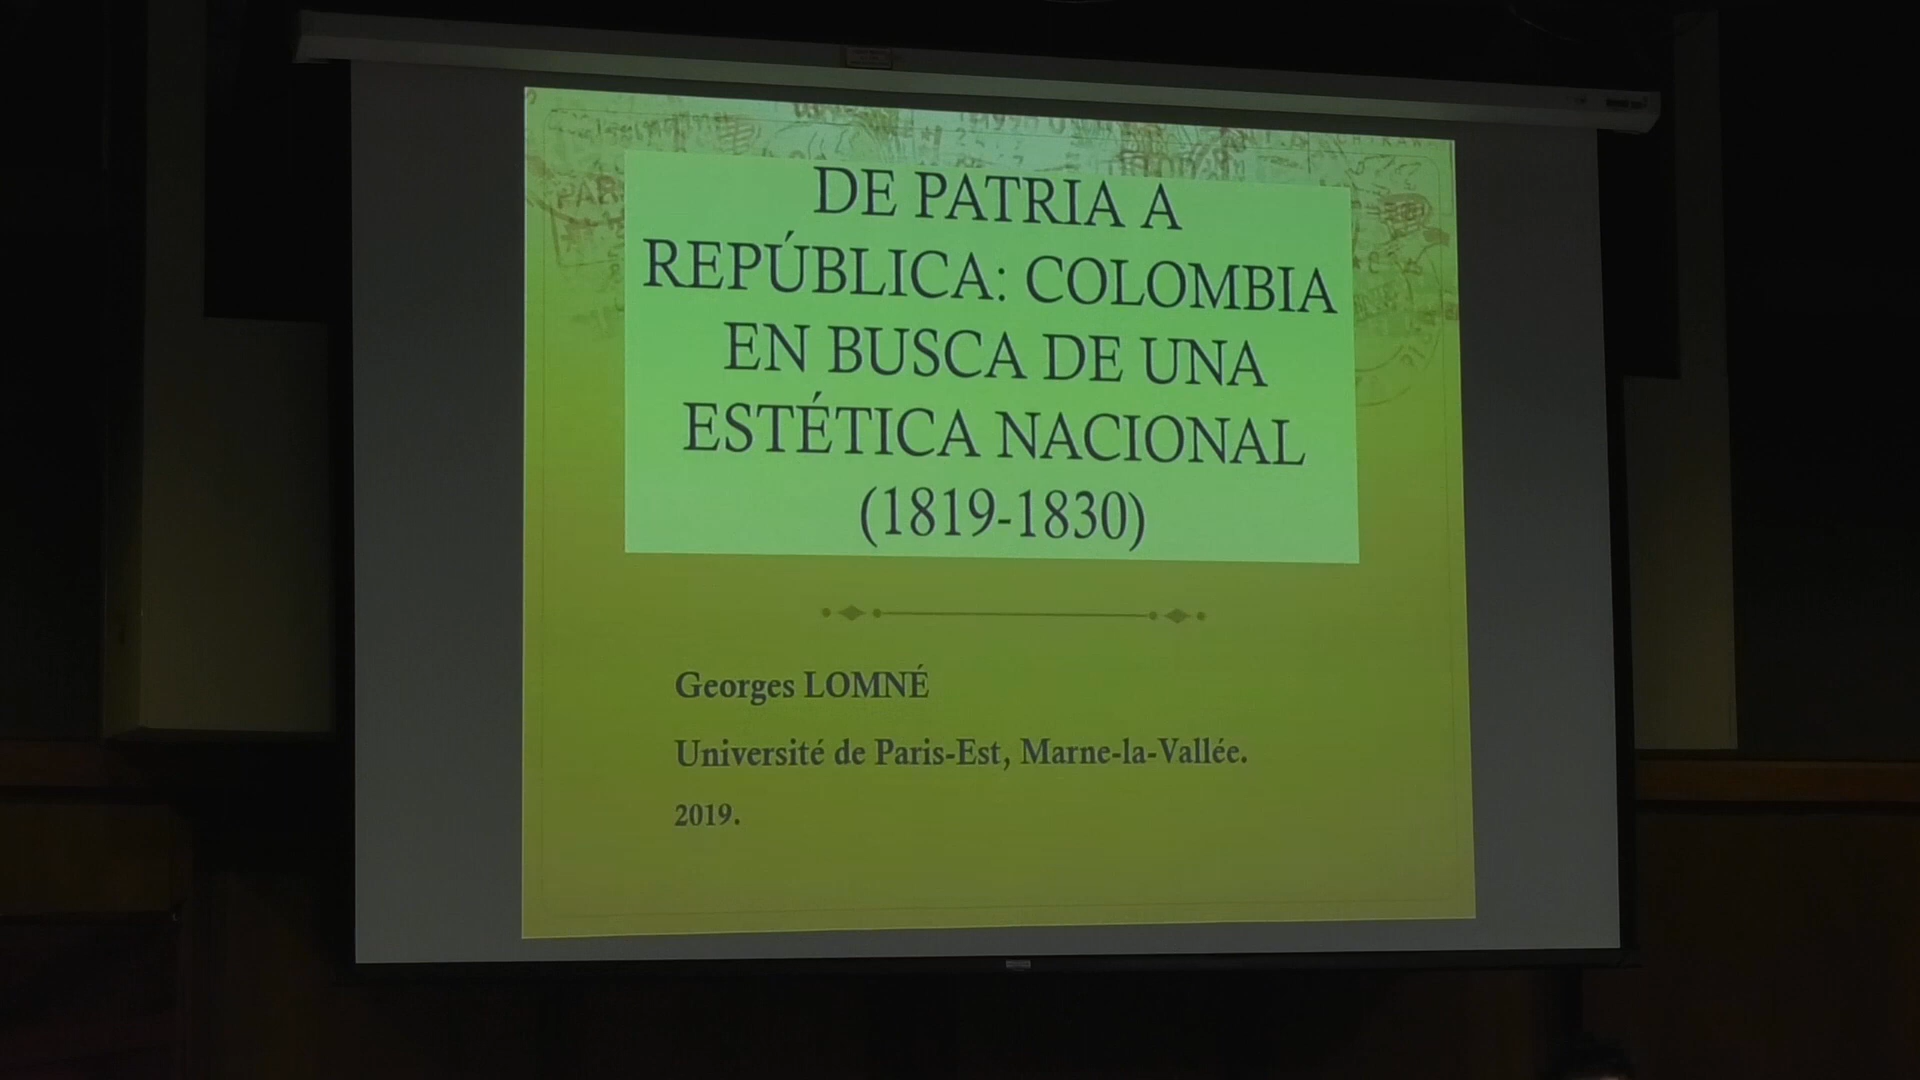 DE PATRIA A
REPÚBLICA: COLOMBIA
EN BUSCA DE UNA
ESTÉTICA NACIONAL
(1819-1830)
Georges LOMNÉ
Université de Paris-Est, Marne-la-Vallée.
2019.